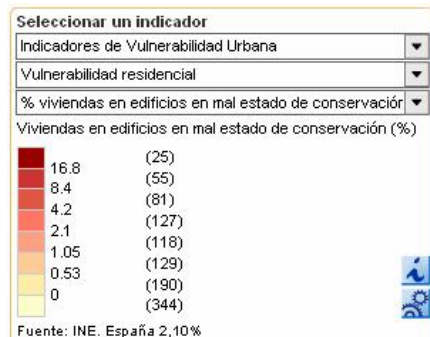 Seleccionar un indicador
Indicadores de Vulnerabilidad Urbana
Vulnerabilidad residencial
% viviendas en edificios en mal estado de conservación
Viviendas en edificios en mal estado de conservación (%)
(25)
16.8
(55)
8.4
(81)
4.2
(127)
2.1
(118)
1.05
(129)
0.53
(190)
0
(344)
i
Fuente: INE. España 2,10%